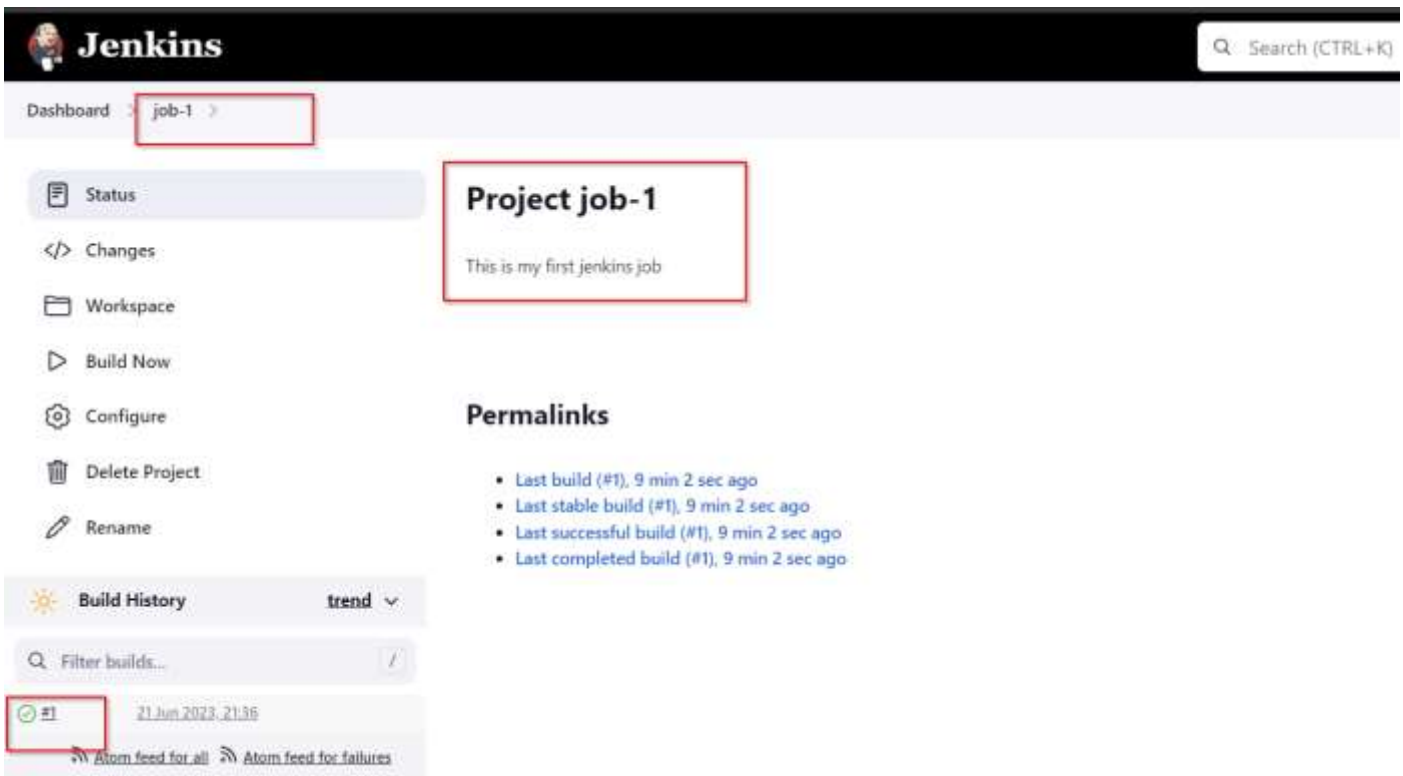 Jenkins
Search (CTRL+K)
Dashboard > job-1 >
Status
Changes
Workspace
Build Now
Configure
Delete Project
Rename
Build History trend
Filter builds... /
#1 21 Jun 2023, 21:36
Atom feed for all Atom feed for failures
Project job-1
This is my first jenkins job
Permalinks
Last build (#1), 9 min 2 sec ago
Last stable build (#1), 9 min 2 sec ago
Last successful build (#1), 9 min 2 sec ago
Last completed build (#1), 9 min 2 sec ago